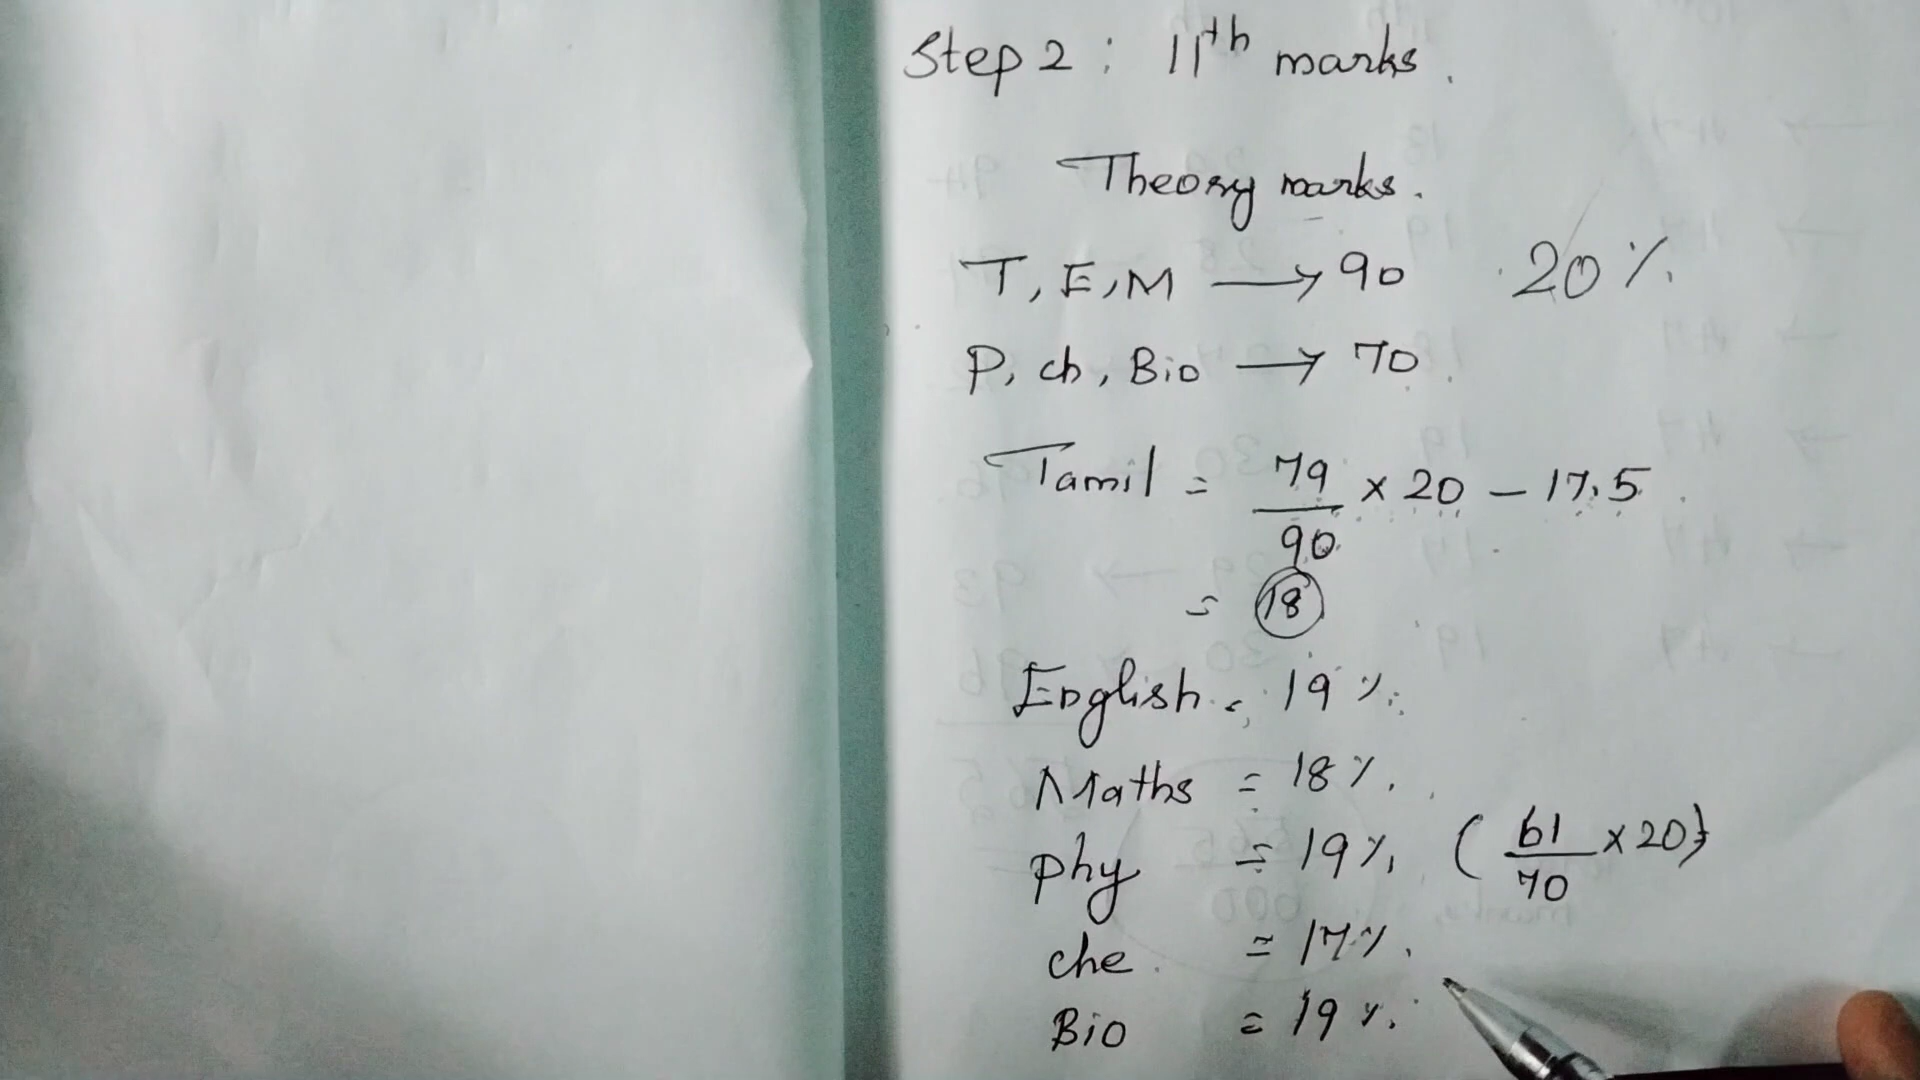 Step 2 : 11th marks.
Theory marks.
T, E, M → 90 20%.
P, ch, Bio → 70
Tamil = 79/90 × 20 – 17.5
= 18
English = 19%.
Maths = 18%.
Phy = 19%. (61/70 × 20)
che = 17%.
Bio = 19%.